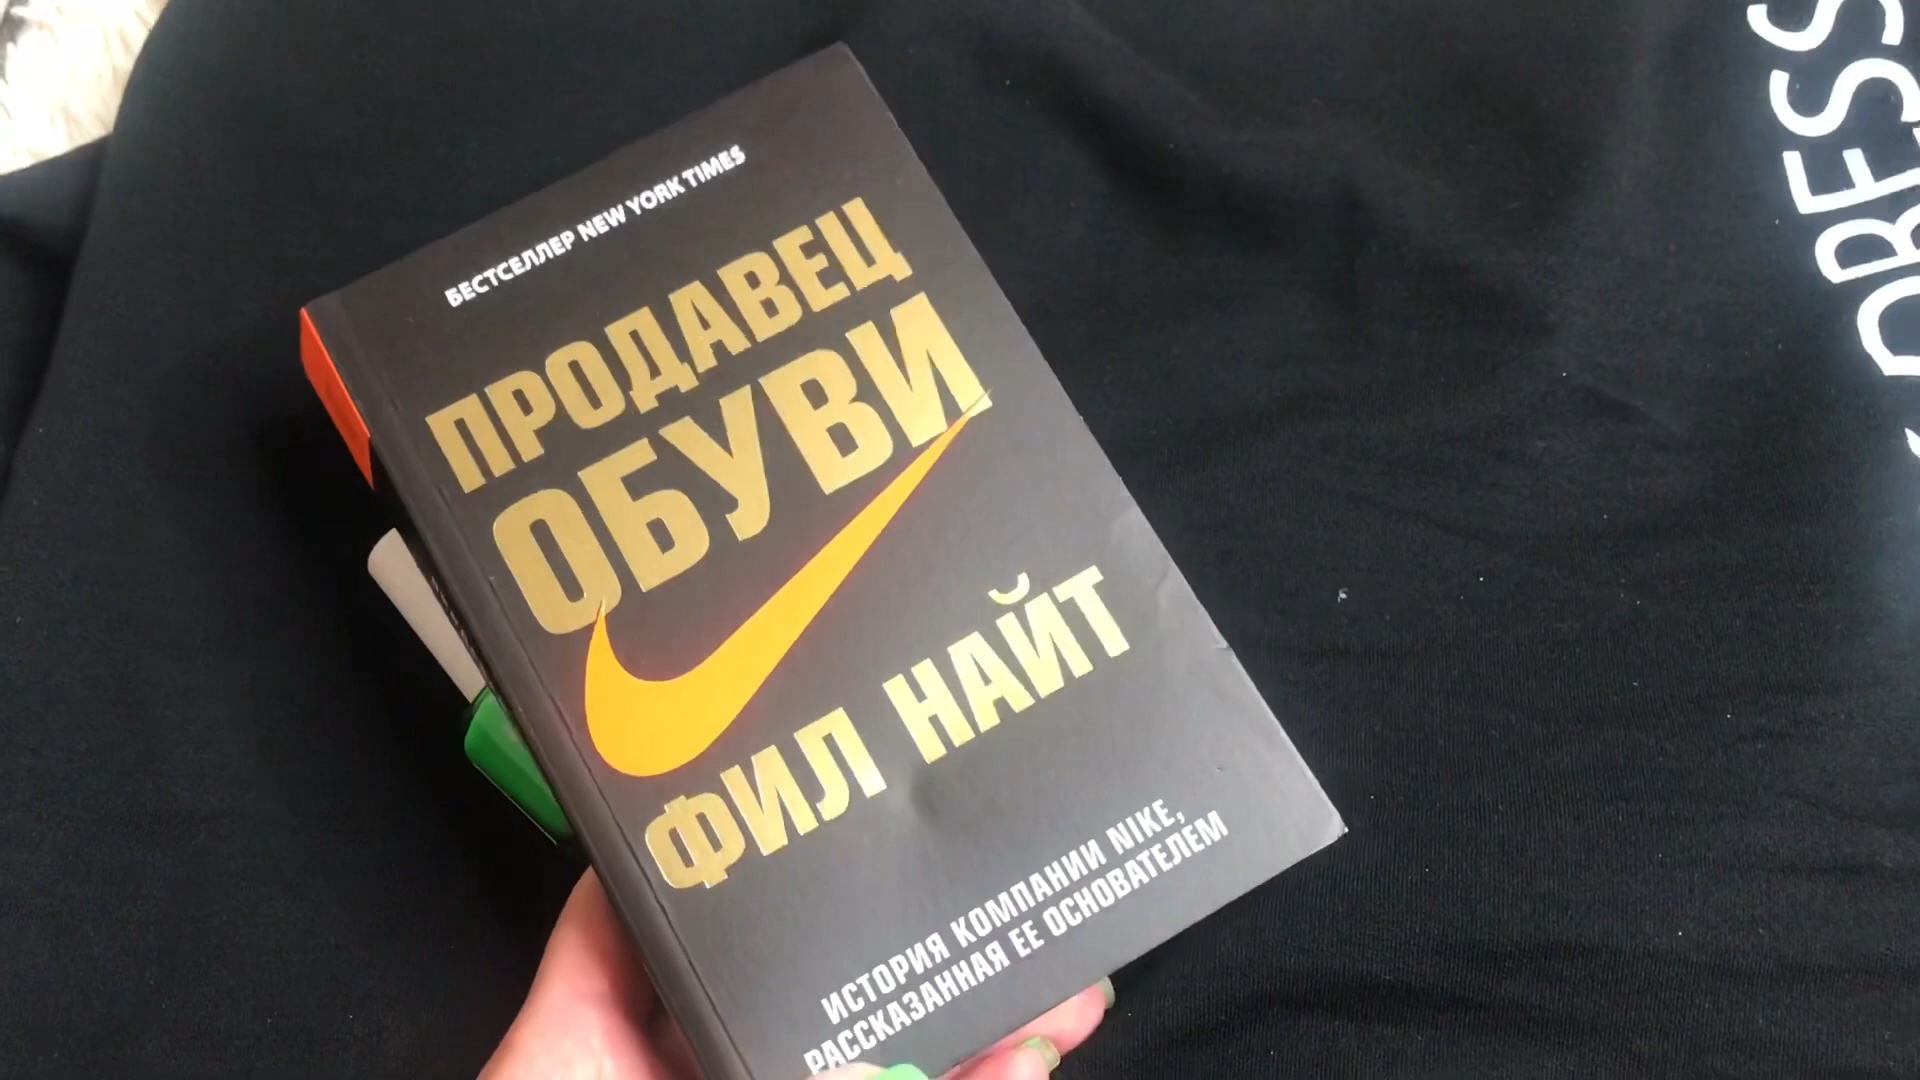 БЕСТСЕЛЛЕР NEW YORK TIMES
ПРОДАВЕЦ
ОБУВИ
ФИЛ НАЙТ
ИСТОРИЯ КОМПАНИИ NIKE,
РАССКАЗАННАЯ ЕЕ ОСНОВАТЕЛЕМ